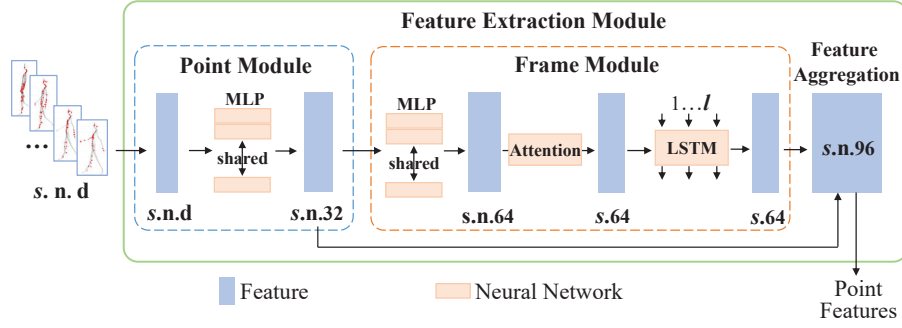 Feature Extraction Module
Point Module
Frame Module
Feature
Aggregation
MLP
MLP
1...l
shared
shared
Attention
LSTM
s.n.96
...
s. n. d
s.n.d
s.n.32
s.n.64
s.64
s.64
Feature
Neural Network
Point
Features